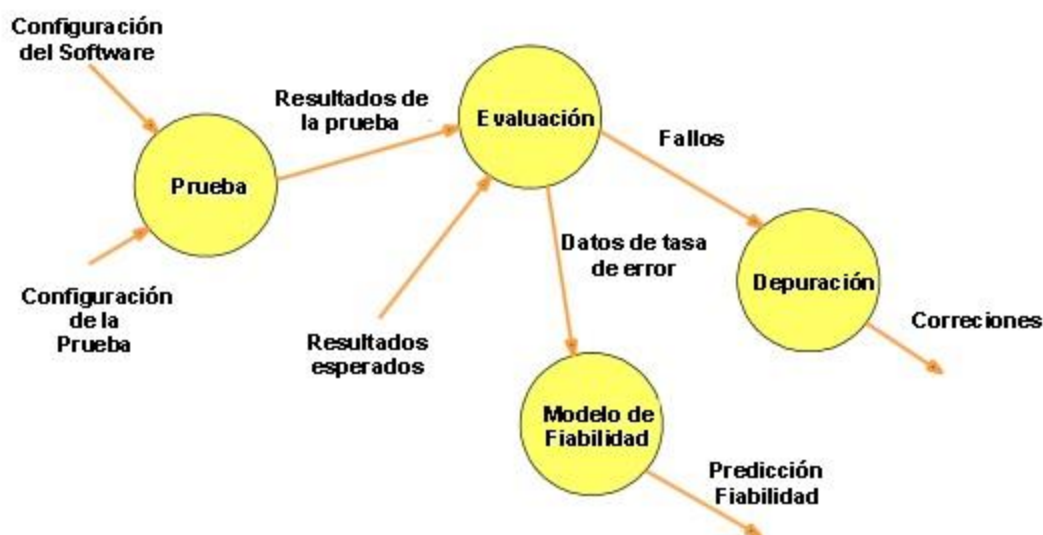 Configuración
del Software
Resultados de
la prueba
Evaluación
Fallos
Prueba
Datos de tasa
de error
Depuración
Configuración
de la
Prueba
Resultados
esperados
Correciones
Modelo de
Fiabilidad
Predicción
Fiabilidad